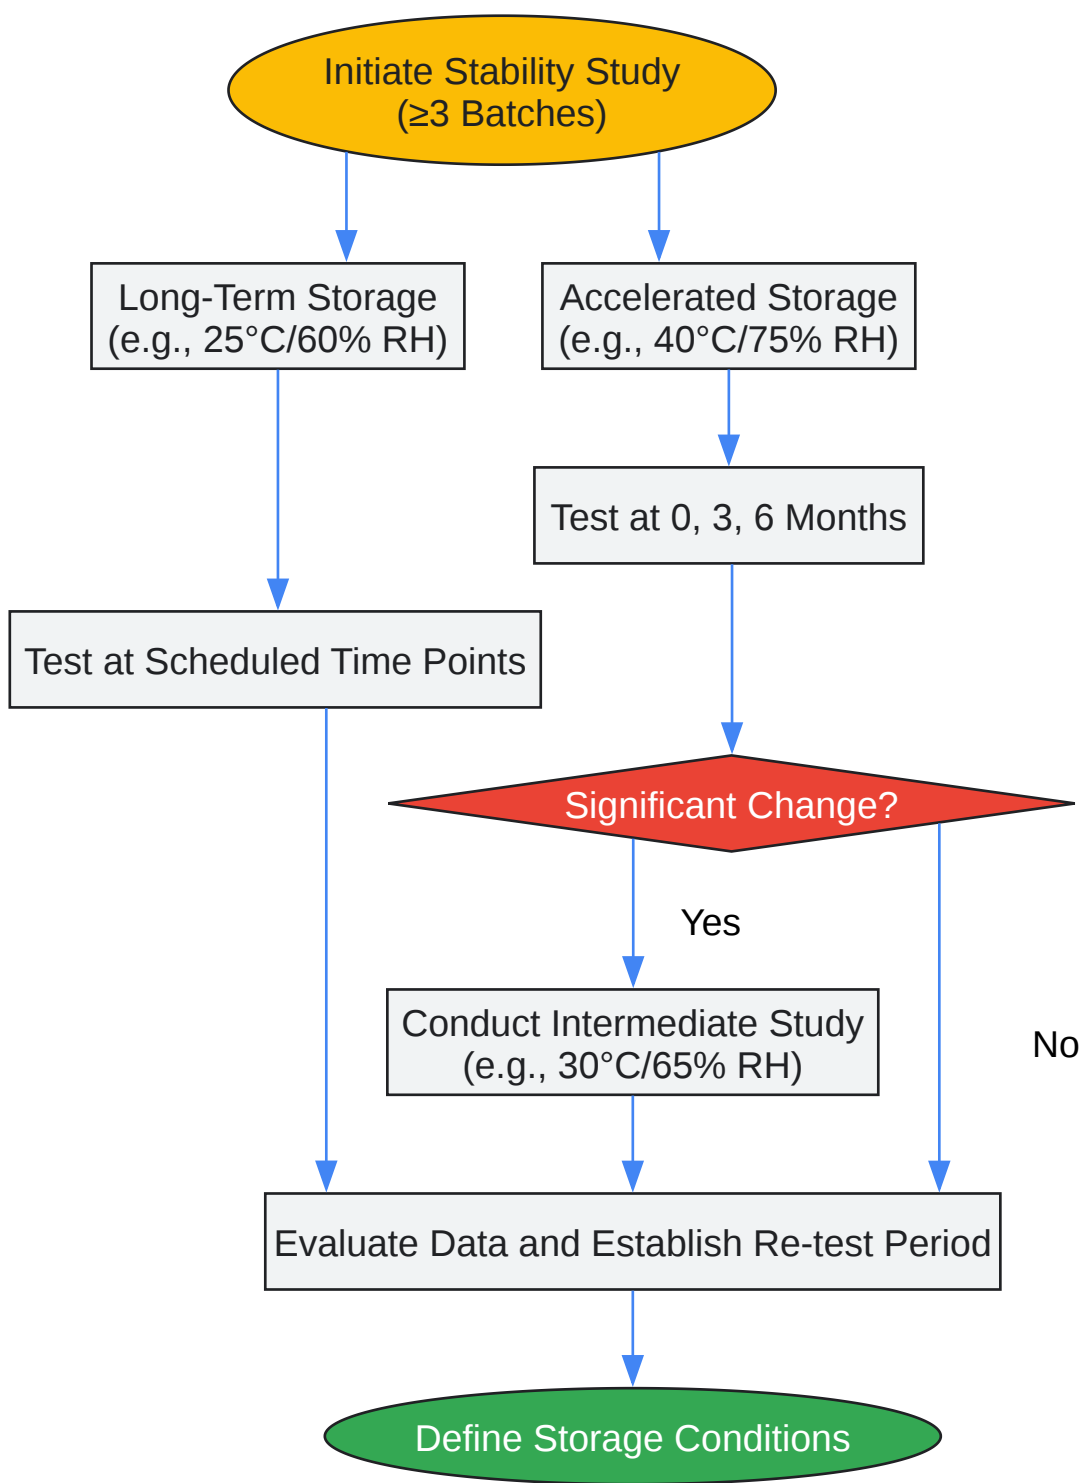 Initiate Stability Study
(≥3 Batches)
Long-Term Storage
(e.g., 25°C/60% RH)
Accelerated Storage
(e.g., 40°C/75% RH)
Test at 0, 3, 6 Months
Test at Scheduled Time Points
Significant Change?
Yes
Conduct Intermediate Study
(e.g., 30°C/65% RH)
No
Evaluate Data and Establish Re-test Period
Define Storage Conditions